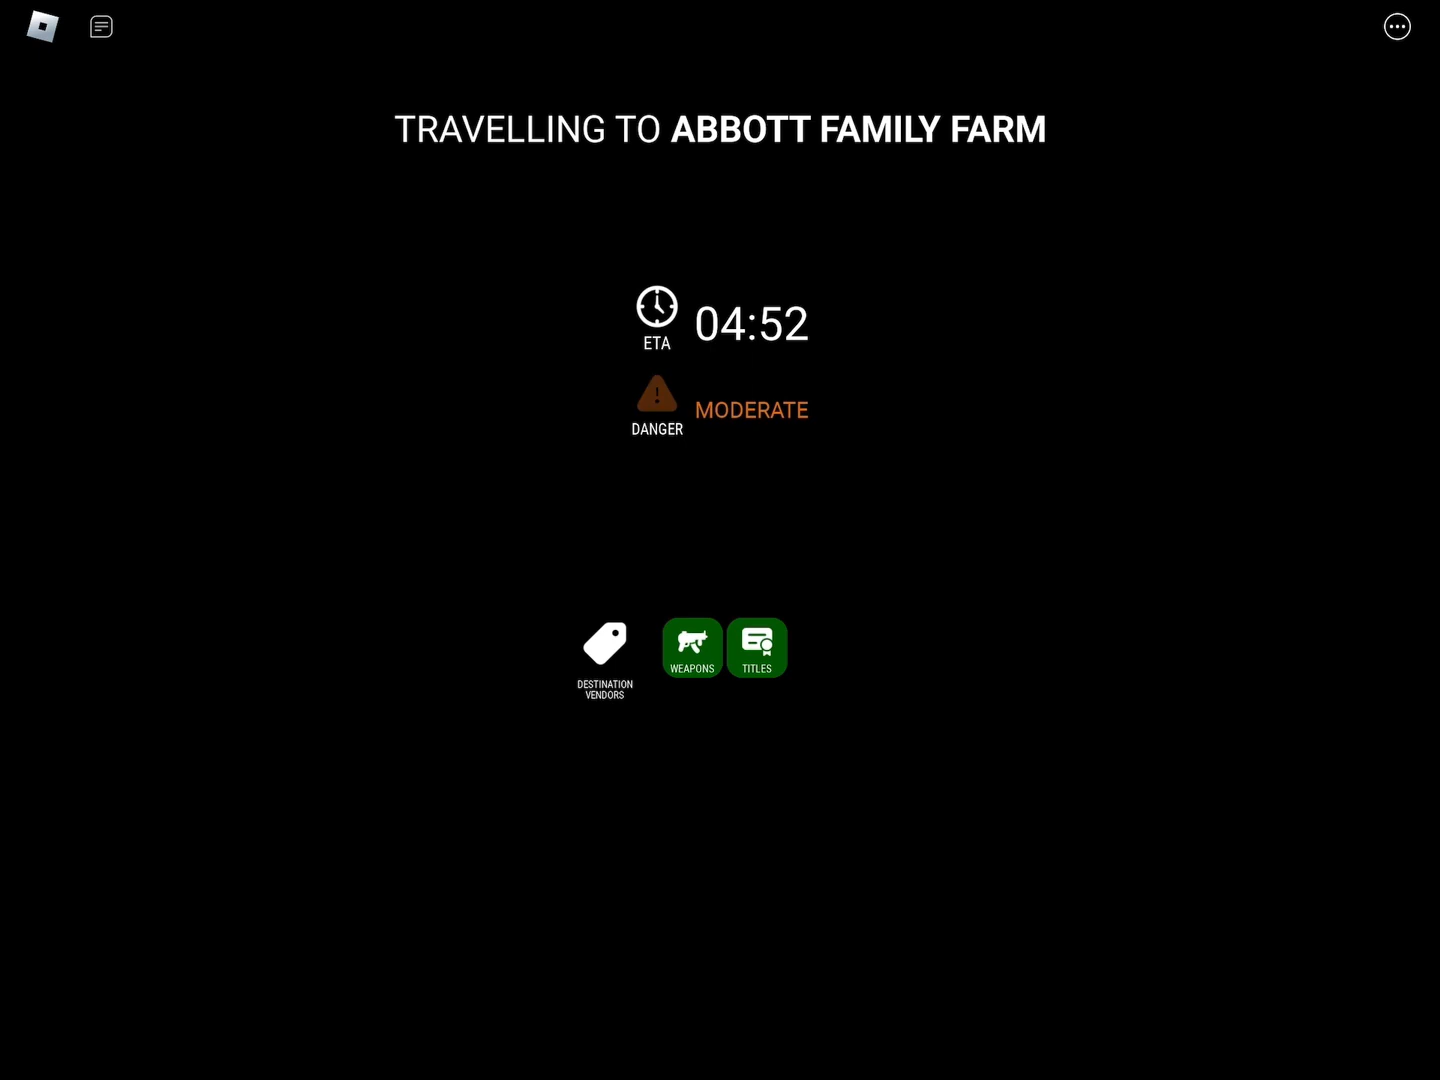 TRAVELLING TO ABBOTT FAMILY FARM
ETA
04:52
DANGER
MODERATE
DESTINATION
VENDORS
WEAPONS
TITLES